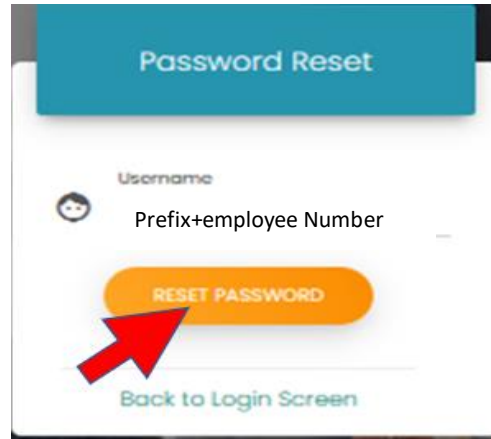 Password Reset
Username
Prefix+employee Number
RESET PASSWORD
Back to Login Screen